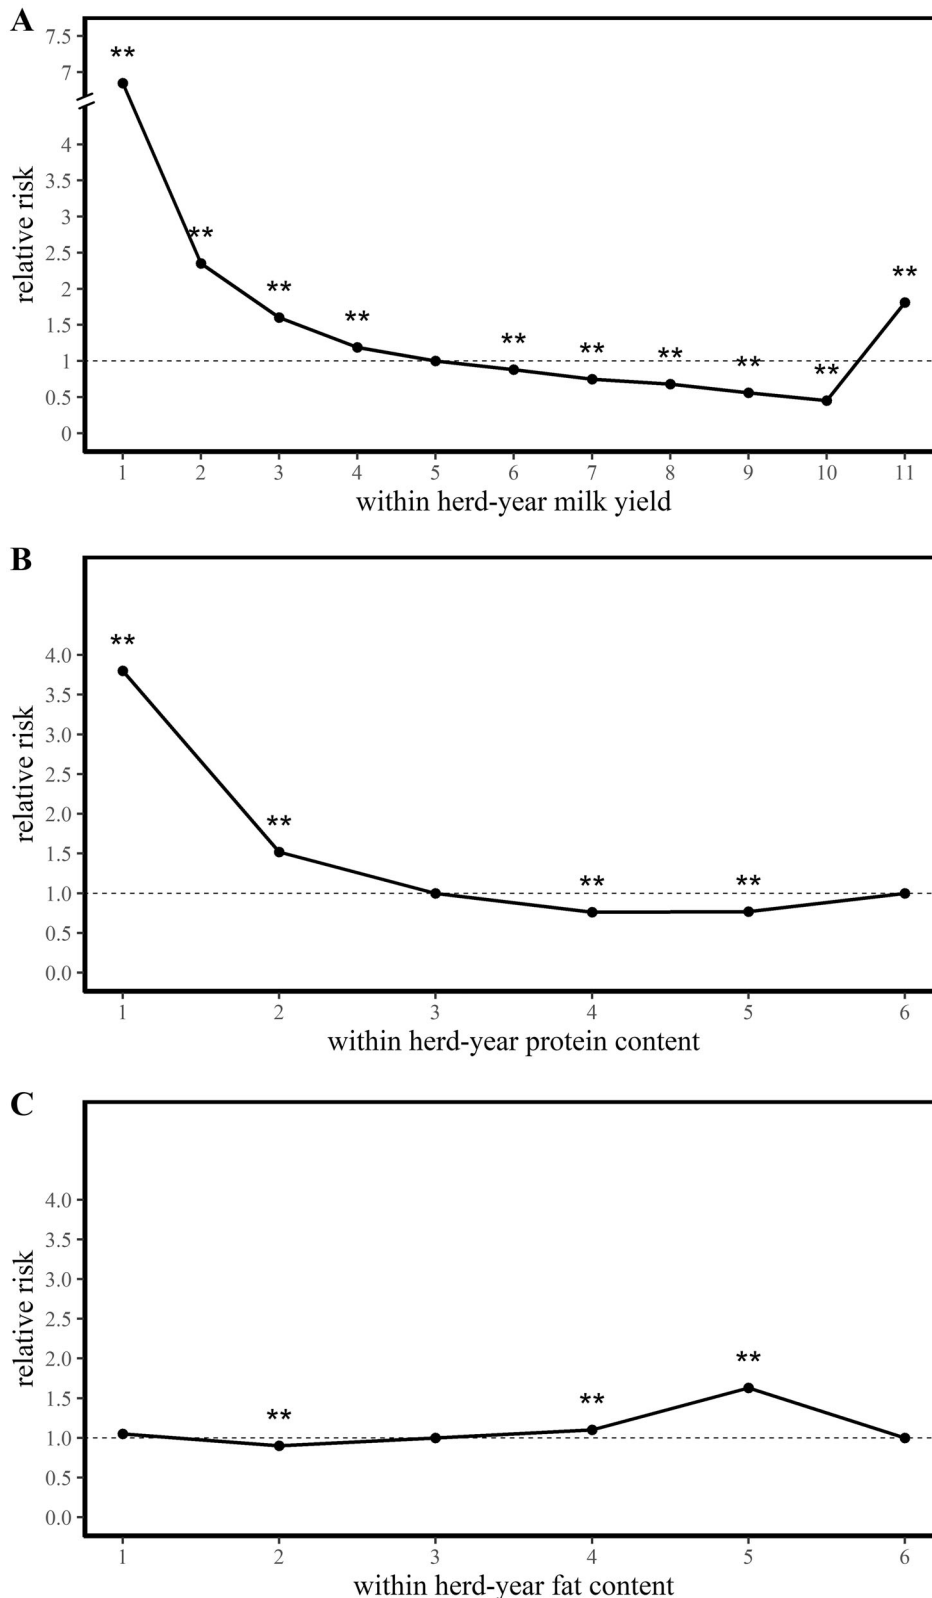 A
7.5
7
4
3.5
3
2.5
2
1.5
1
0.5
0
relative risk
** ** ** ** ** ** ** ** ** **
1 2 3 4 5 6 7 8 9 10 11
within herd-year milk yield
B
4.0
3.5
3.0
2.5
2.0
1.5
1.0
0.5
0.0
relative risk
** ** ** **
1 2 3 4 5 6
within herd-year protein content
C
4.0
3.5
3.0
2.5
2.0
1.5
1.0
0.5
0.0
relative risk
** ** **
1 2 3 4 5 6
within herd-year fat content